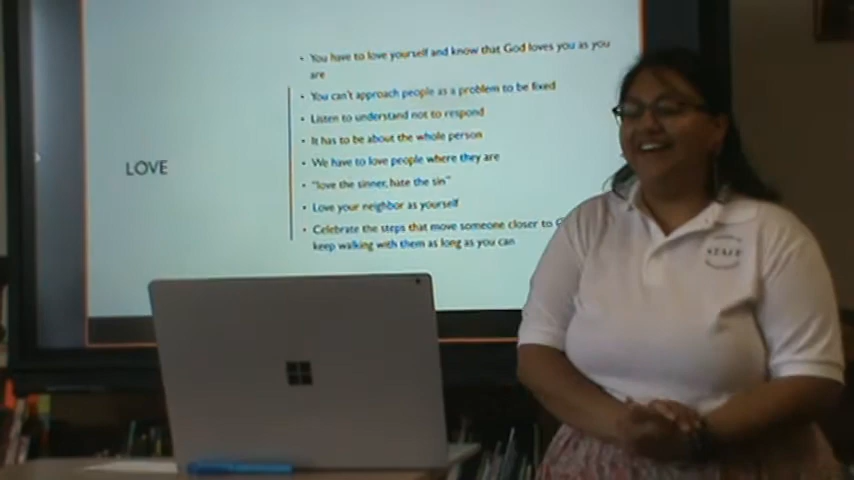 LOVE
• You have to love yourself and know that God loves you as you
are
• You can't approach people as a problem to be fixed
• Listen to understand not to respond
• It has to be about the whole person
• We have to love people where they are
• "love the sinner, hate the sin"
• Love your neighbor as yourself
• Celebrate the steps that move someone closer to
keep walking with them as long as you can
STAFF